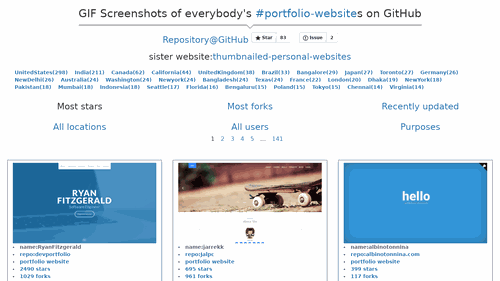 GIF Screenshots of everybody's #portfolio-websites on GitHub
Repository@GitHub Star 83 Issue 2
sister website:thumbnailed-personal-websites
UnitedStates(298) India(211) Canada(62) California(44) UnitedKingdom(38) Brazil(33) Bangalore(29) Japan(27) Toronto(27) Germany(26)
NewDelhi(26) Australia(24) Washington(24) Newyork(24) Bangladesh(24) Texas(24) France(22) London(20) Dhaka(19) NewYork(18)
Pakistan(18) Mumbai(18) Indonesia(18) Seattle(17) Florida(16) Bengaluru(15) Poland(15) Tokyo(15) Chennai(14) Virginia(14)
Most stars Most forks Recently updated
All locations All users Purposes
1 2 3 4 5 ... 141
RYAN
FITZGERALD
hello
name:RyanFitzgerald
repo:devportfolio
portfolio website
2490 stars
1029 forks
name:jarrekk
repo:jalpc
portfolio website
695 stars
961 forks
name:albinotonnina
repo:albinotonnina.com
portfolio website
399 stars
117 forks